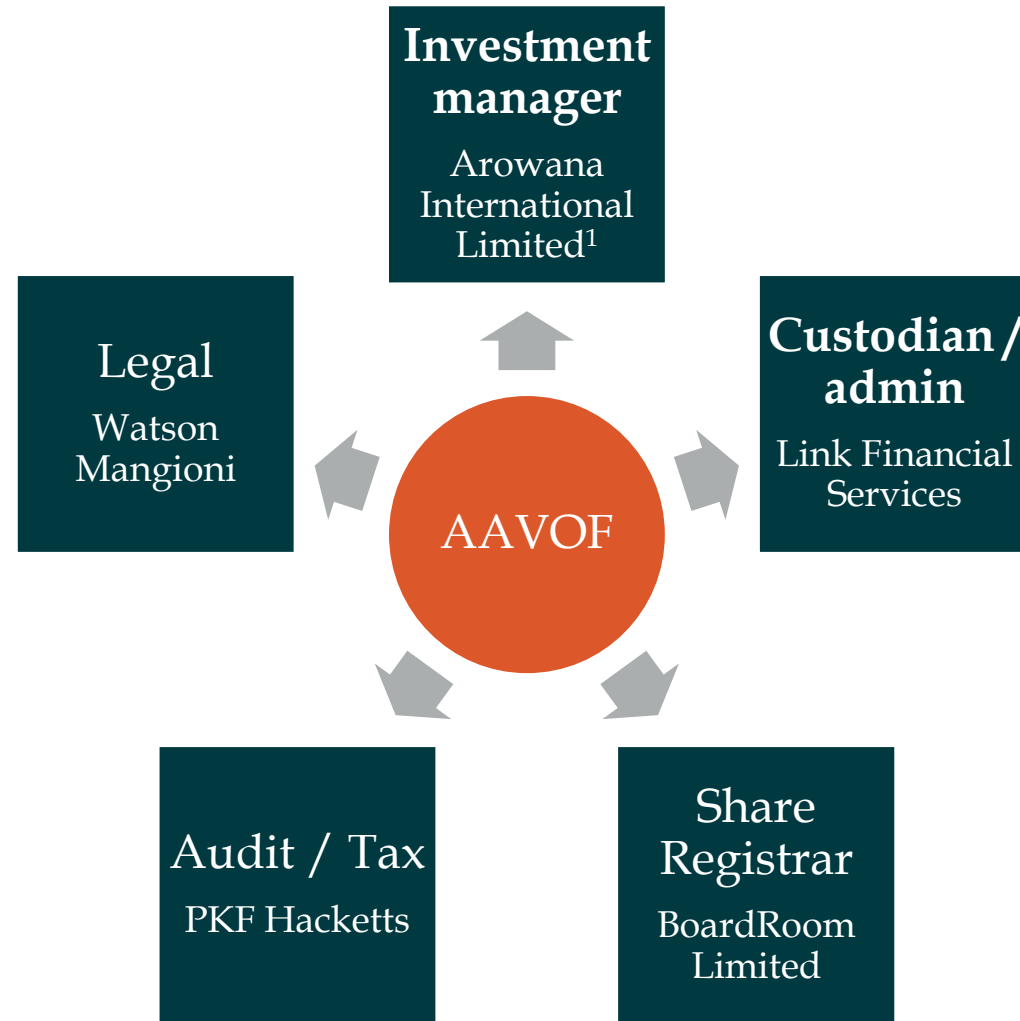 Investment
manager
Arowana
International
Limited¹
Legal
Watson
Mangioni
Custodian /
admin
Link Financial
Services
AAVOF
Audit / Tax
PKF Hacketts
Share
Registrar
BoardRoom
Limited